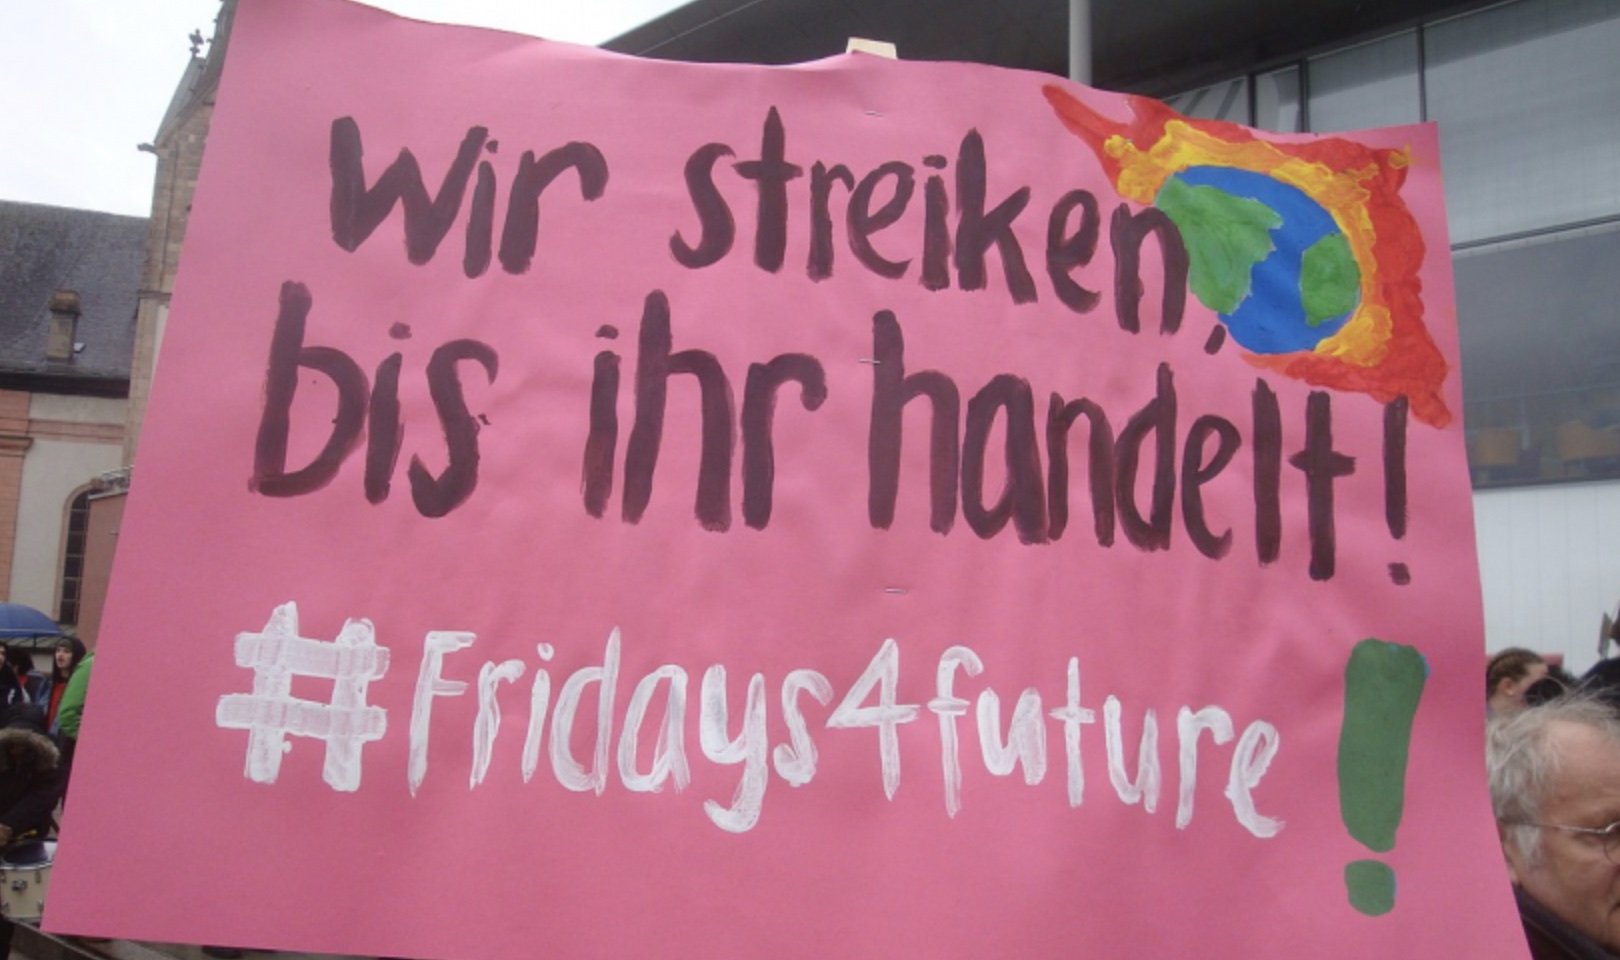 wir streiken,
bis ihr handelt!
#Fridays4future!